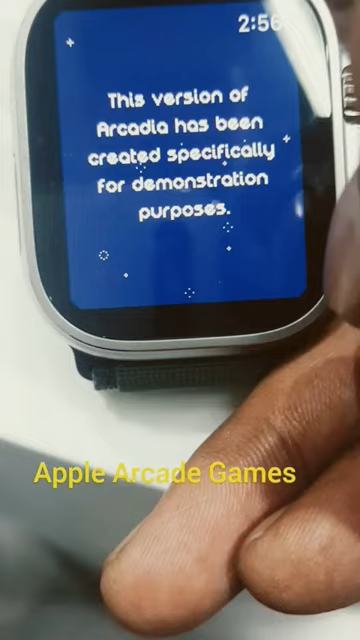 2:56
This version of
Arcadia has been
created specifically
for demonstration
purposes.
Apple Arcade Games